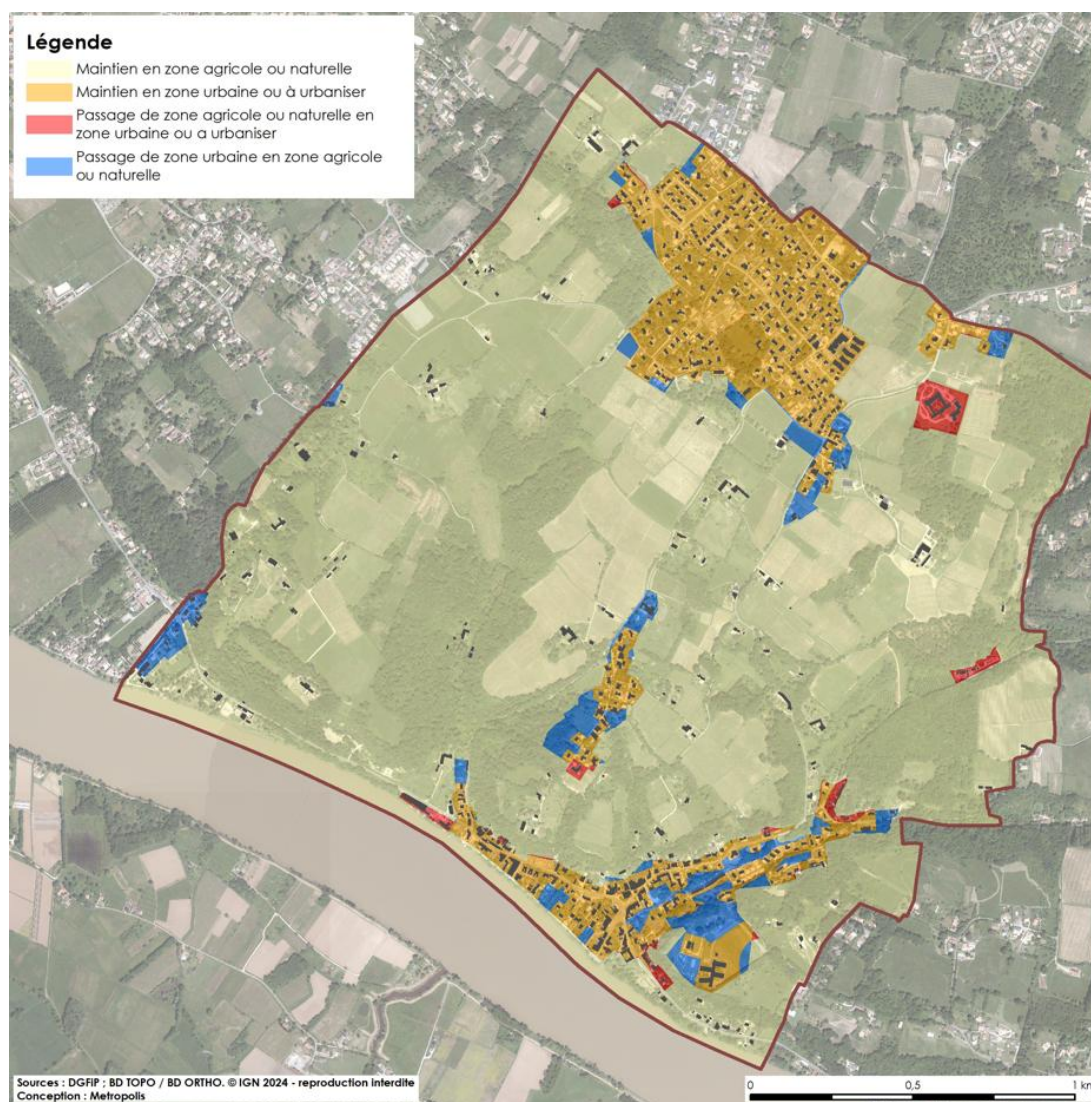 Légende
Maintien en zone agricole ou naturelle
Maintien en zone urbaine ou à urbaniser
Passage de zone agricole ou naturelle en
zone urbaine ou a urbaniser
Passage de zone urbaine en zone agricole
ou naturelle
Sources : DGFiP ; BD TOPO / BD ORTHO. © IGN 2024 - reproduction interdite
Conception : Metropolis
0 0,5 1 km